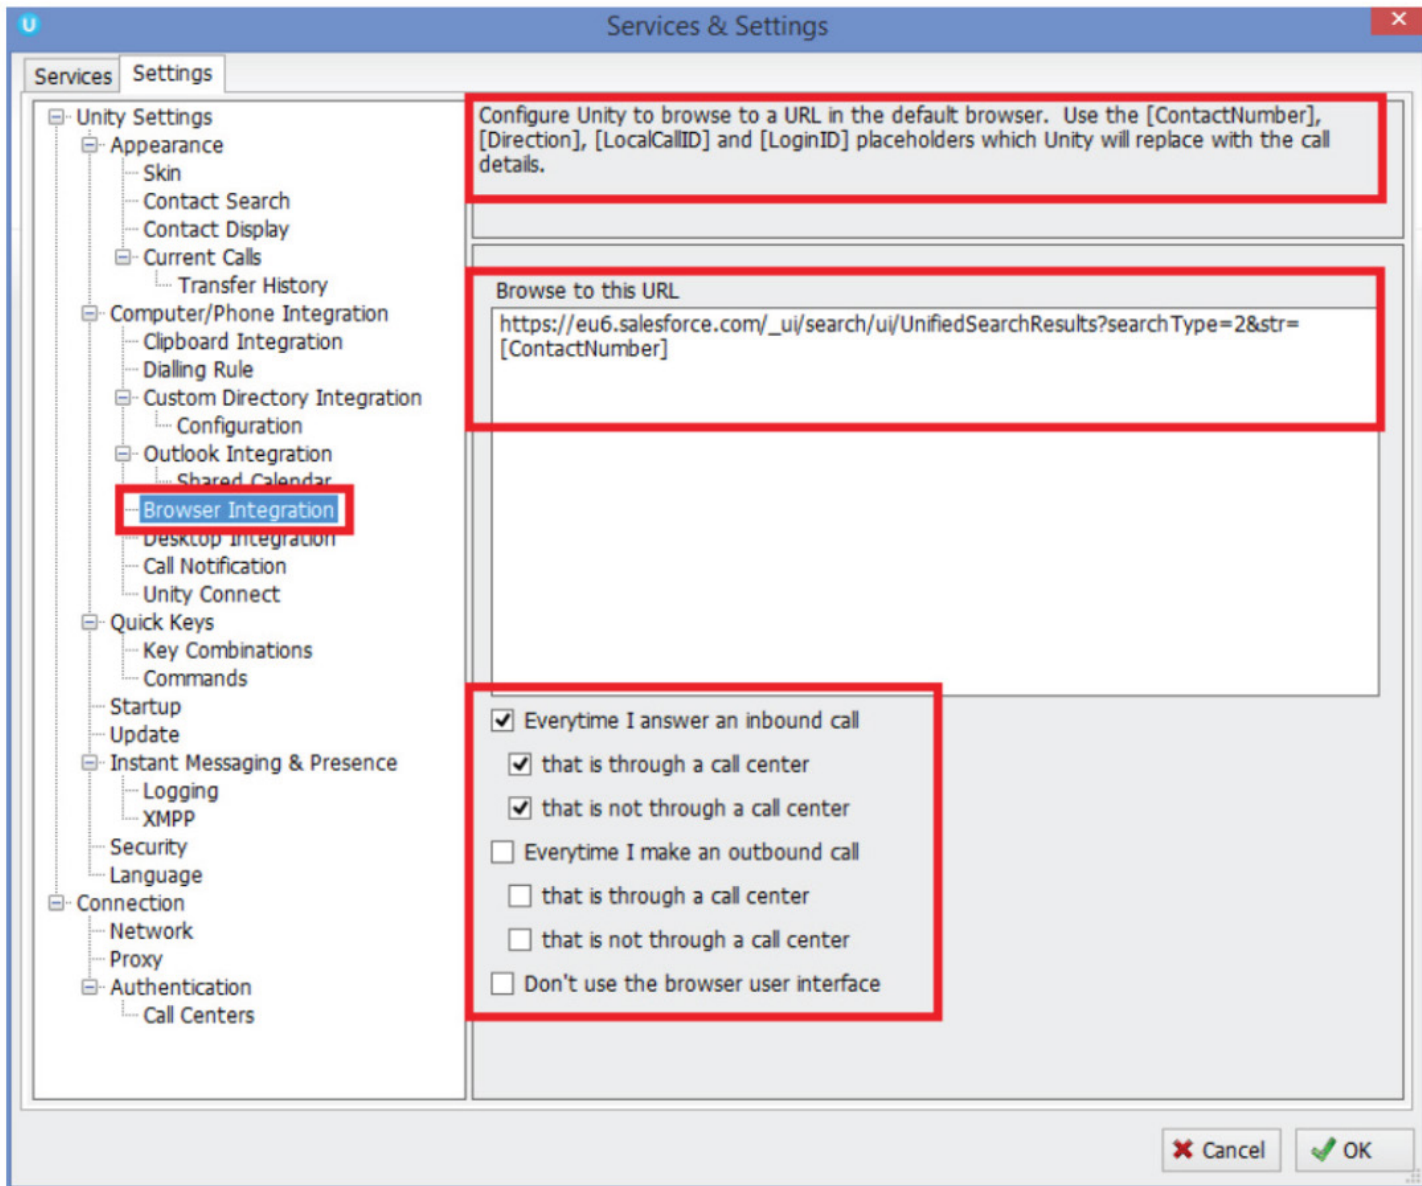 U
Services & Settings
Services
Settings
Unity Settings
Appearance
Skin
Contact Search
Contact Display
Current Calls
Transfer History
Computer/Phone Integration
Clipboard Integration
Dialling Rule
Custom Directory Integration
Configuration
Outlook Integration
Shared Calendar
Browser Integration
Desktop Integration
Call Notification
Unity Connect
Quick Keys
Key Combinations
Commands
Startup
Update
Instant Messaging & Presence
Logging
XMPP
Security
Language
Connection
Network
Proxy
Authentication
Call Centers
Configure Unity to browse to a URL in the default browser. Use the [ContactNumber],
[Direction], [LocalCallID] and [LoginID] placeholders which Unity will replace with the call
details.
Browse to this URL
https://eu6.salesforce.com/_ui/search/ui/UnifiedSearchResults?searchType=2&str=
[ContactNumber]
Everytime I answer an inbound call
that is through a call center
that is not through a call center
Everytime I make an outbound call
that is through a call center
that is not through a call center
Don't use the browser user interface
Cancel
OK